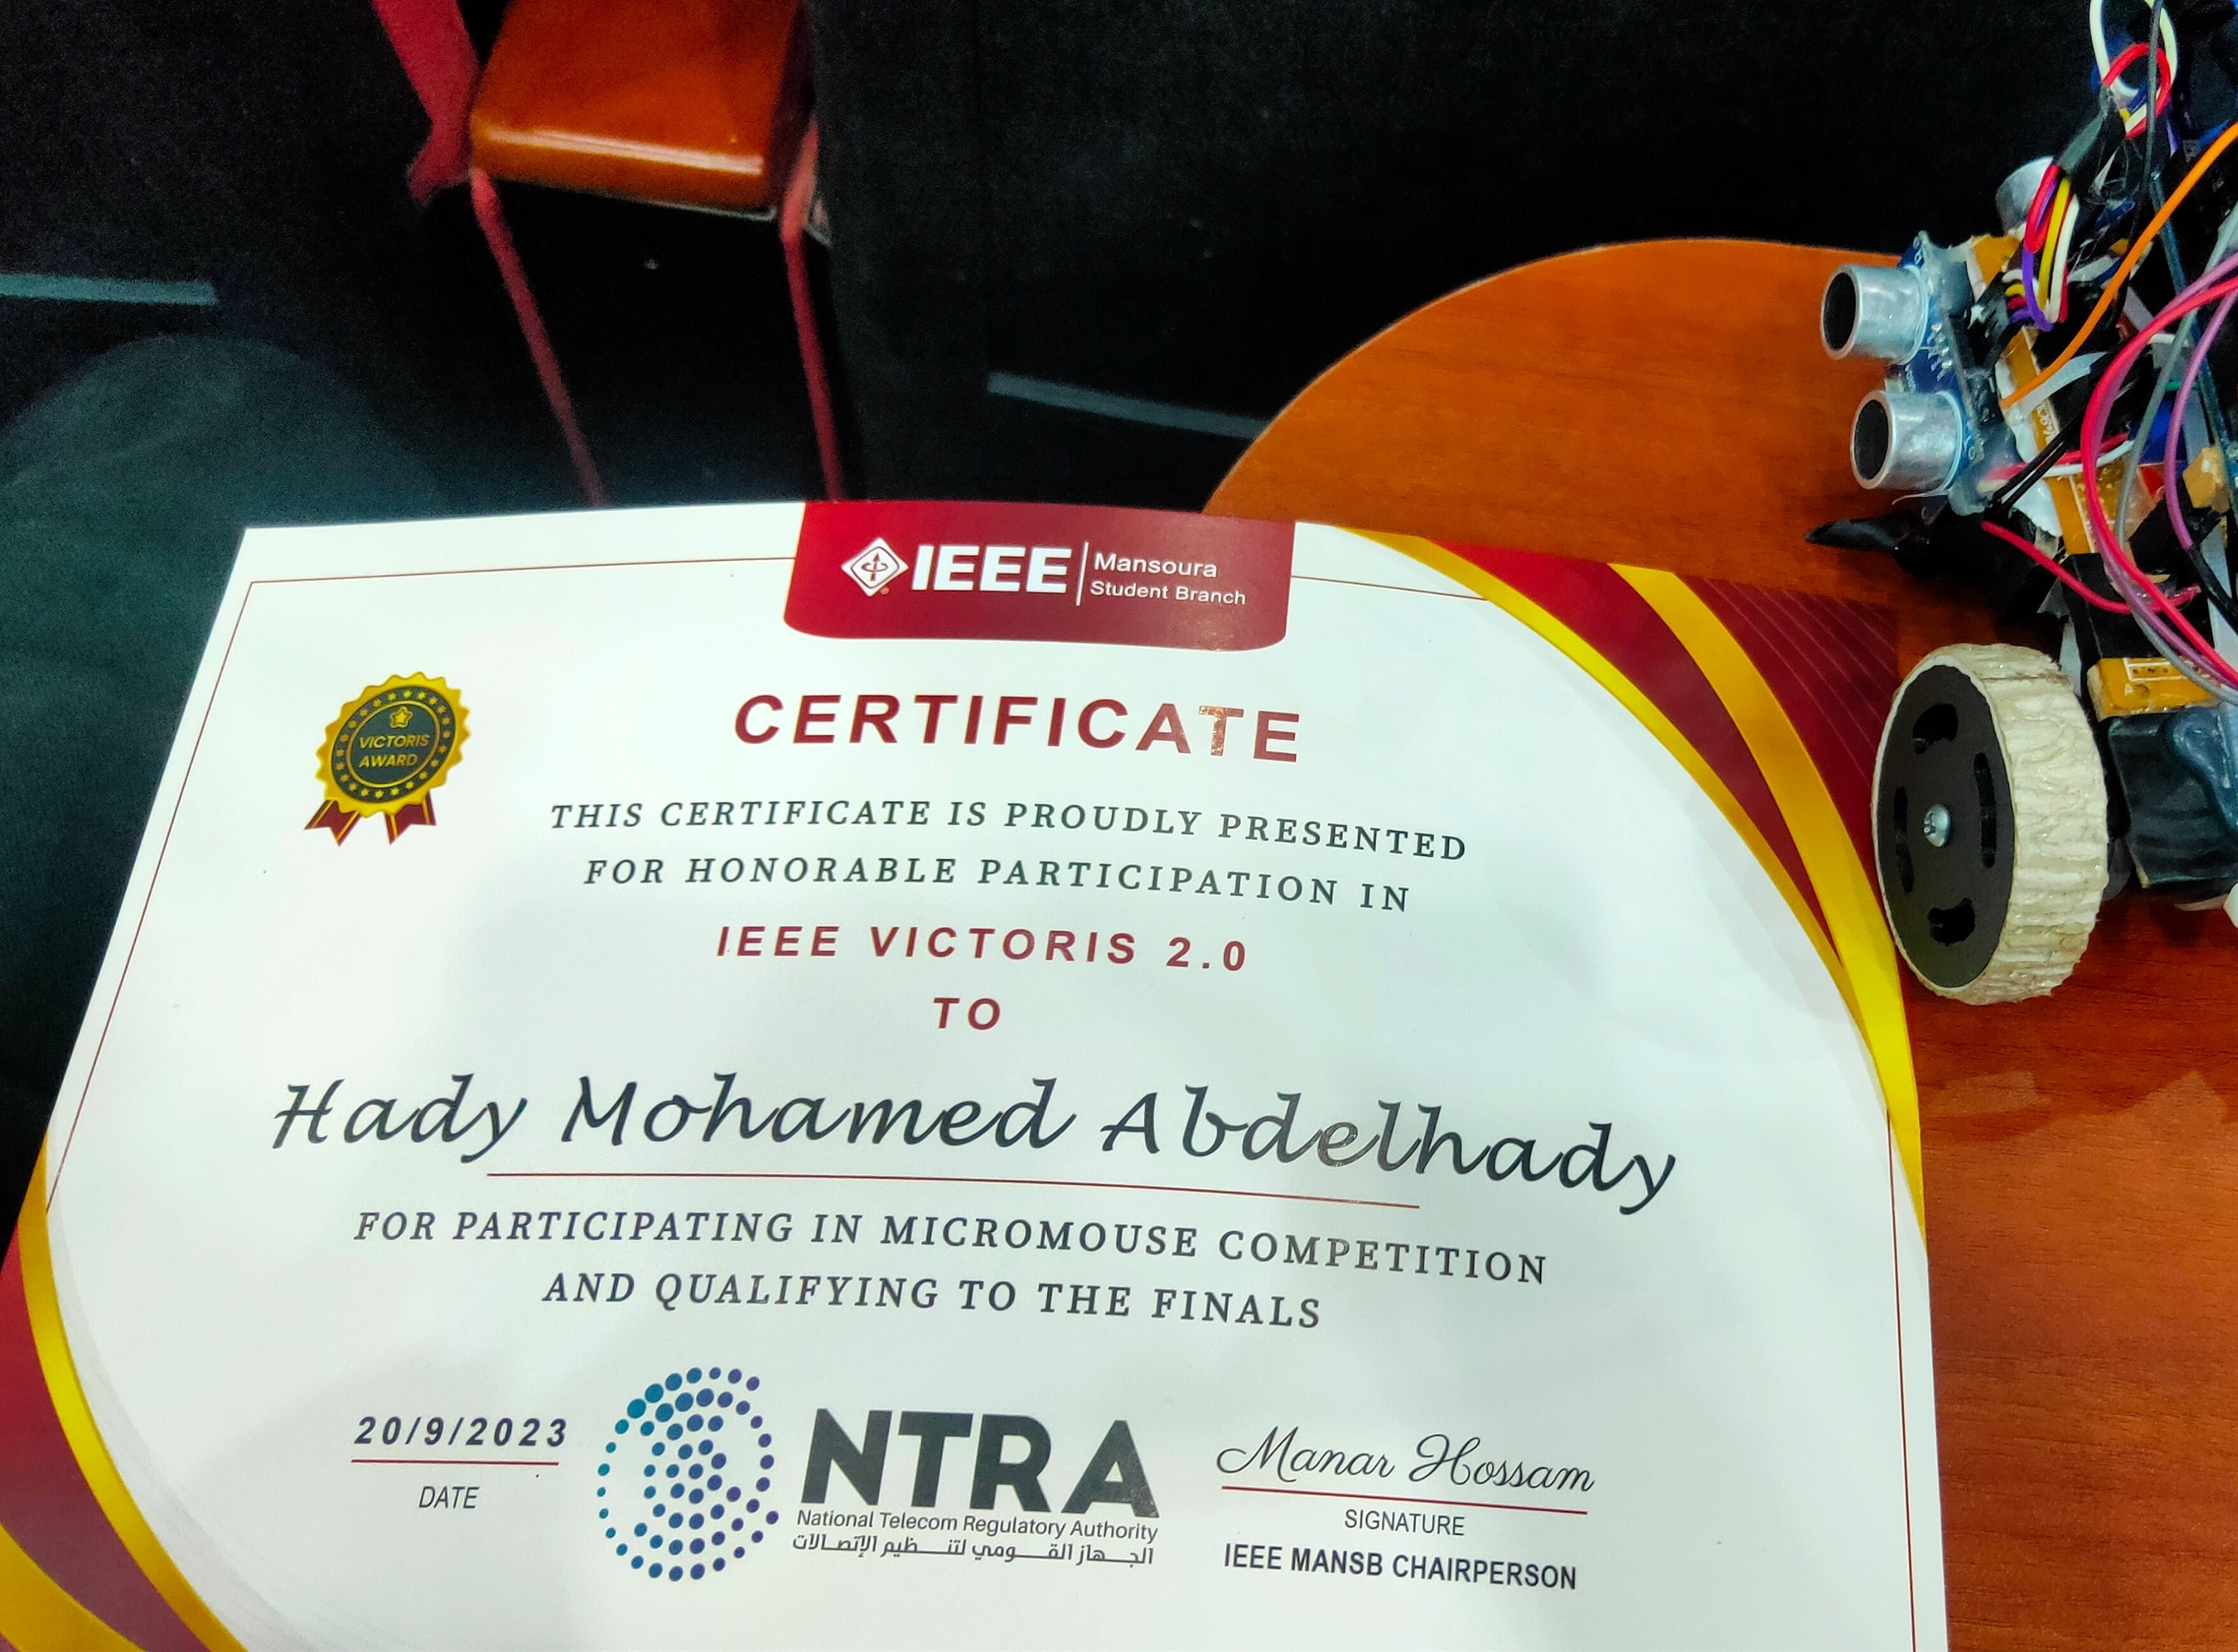 IEEE
Mansoura
Student Branch
VICTORIS
AWARD
CERTIFICATE
THIS CERTIFICATE IS PROUDLY PRESENTED
FOR HONORABLE PARTICIPATION IN
IEEE VICTORIS 2.0
TO
Hady Mohamed Abdelhady
FOR PARTICIPATING IN MICROMOUSE COMPETITION
AND QUALIFYING TO THE FINALS
20/9/2023
DATE
NTRA
National Telecom Regulatory Authority
الجهاز القومي لتنظيم الإتصالات
Manar Hossam
SIGNATURE
IEEE MANSB CHAIRPERSON